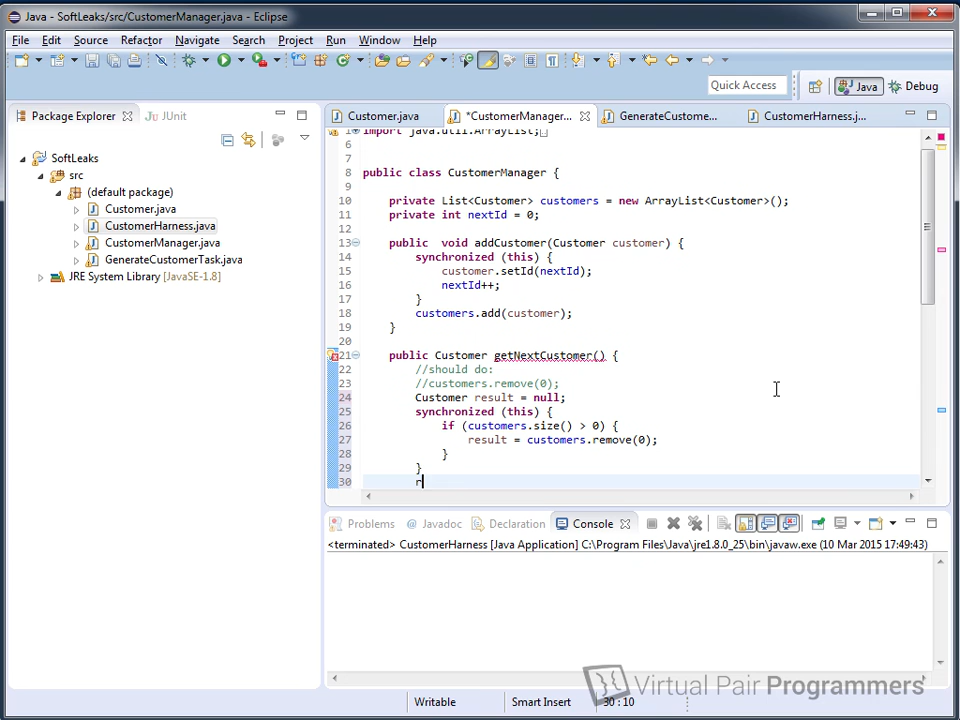 Java - SoftLeaks/src/CustomerManager.java - Eclipse
File Edit Source Refactor Navigate Search Project Run Window Help
Quick Access Java Debug
Package Explorer JUnit
SoftLeaks
src
(default package)
Customer.java
CustomerHarness.java
CustomerManager.java
GenerateCustomerTask.java
JRE System Library [JavaSE-1.8]
Customer.java *CustomerManager... GenerateCustome... CustomerHarness.j...
1 import java.util.ArrayList;
6
7
8 public class CustomerManager {
9
10 private List<Customer> customers = new ArrayList<Customer>();
11 private int nextId = 0;
12
13 public void addCustomer(Customer customer) {
14 synchronized (this) {
15 customer.setId(nextId);
16 nextId++;
17 }
18 customers.add(customer);
19 }
20
21 public Customer getNextCustomer() {
22 //should do:
23 //customers.remove(0);
24 Customer result = null;
25 synchronized (this) {
26 if (customers.size() > 0) {
27 result = customers.remove(0);
28 }
29 }
30 r
Problems Javadoc Declaration Console
<terminated> CustomerHarness [Java Application] C:\Program Files\Java\jre1.8.0_25\bin\javaw.exe (10 Mar 2015 17:49:43)
Virtual Pair Programmers
Writable Smart Insert 30 : 10